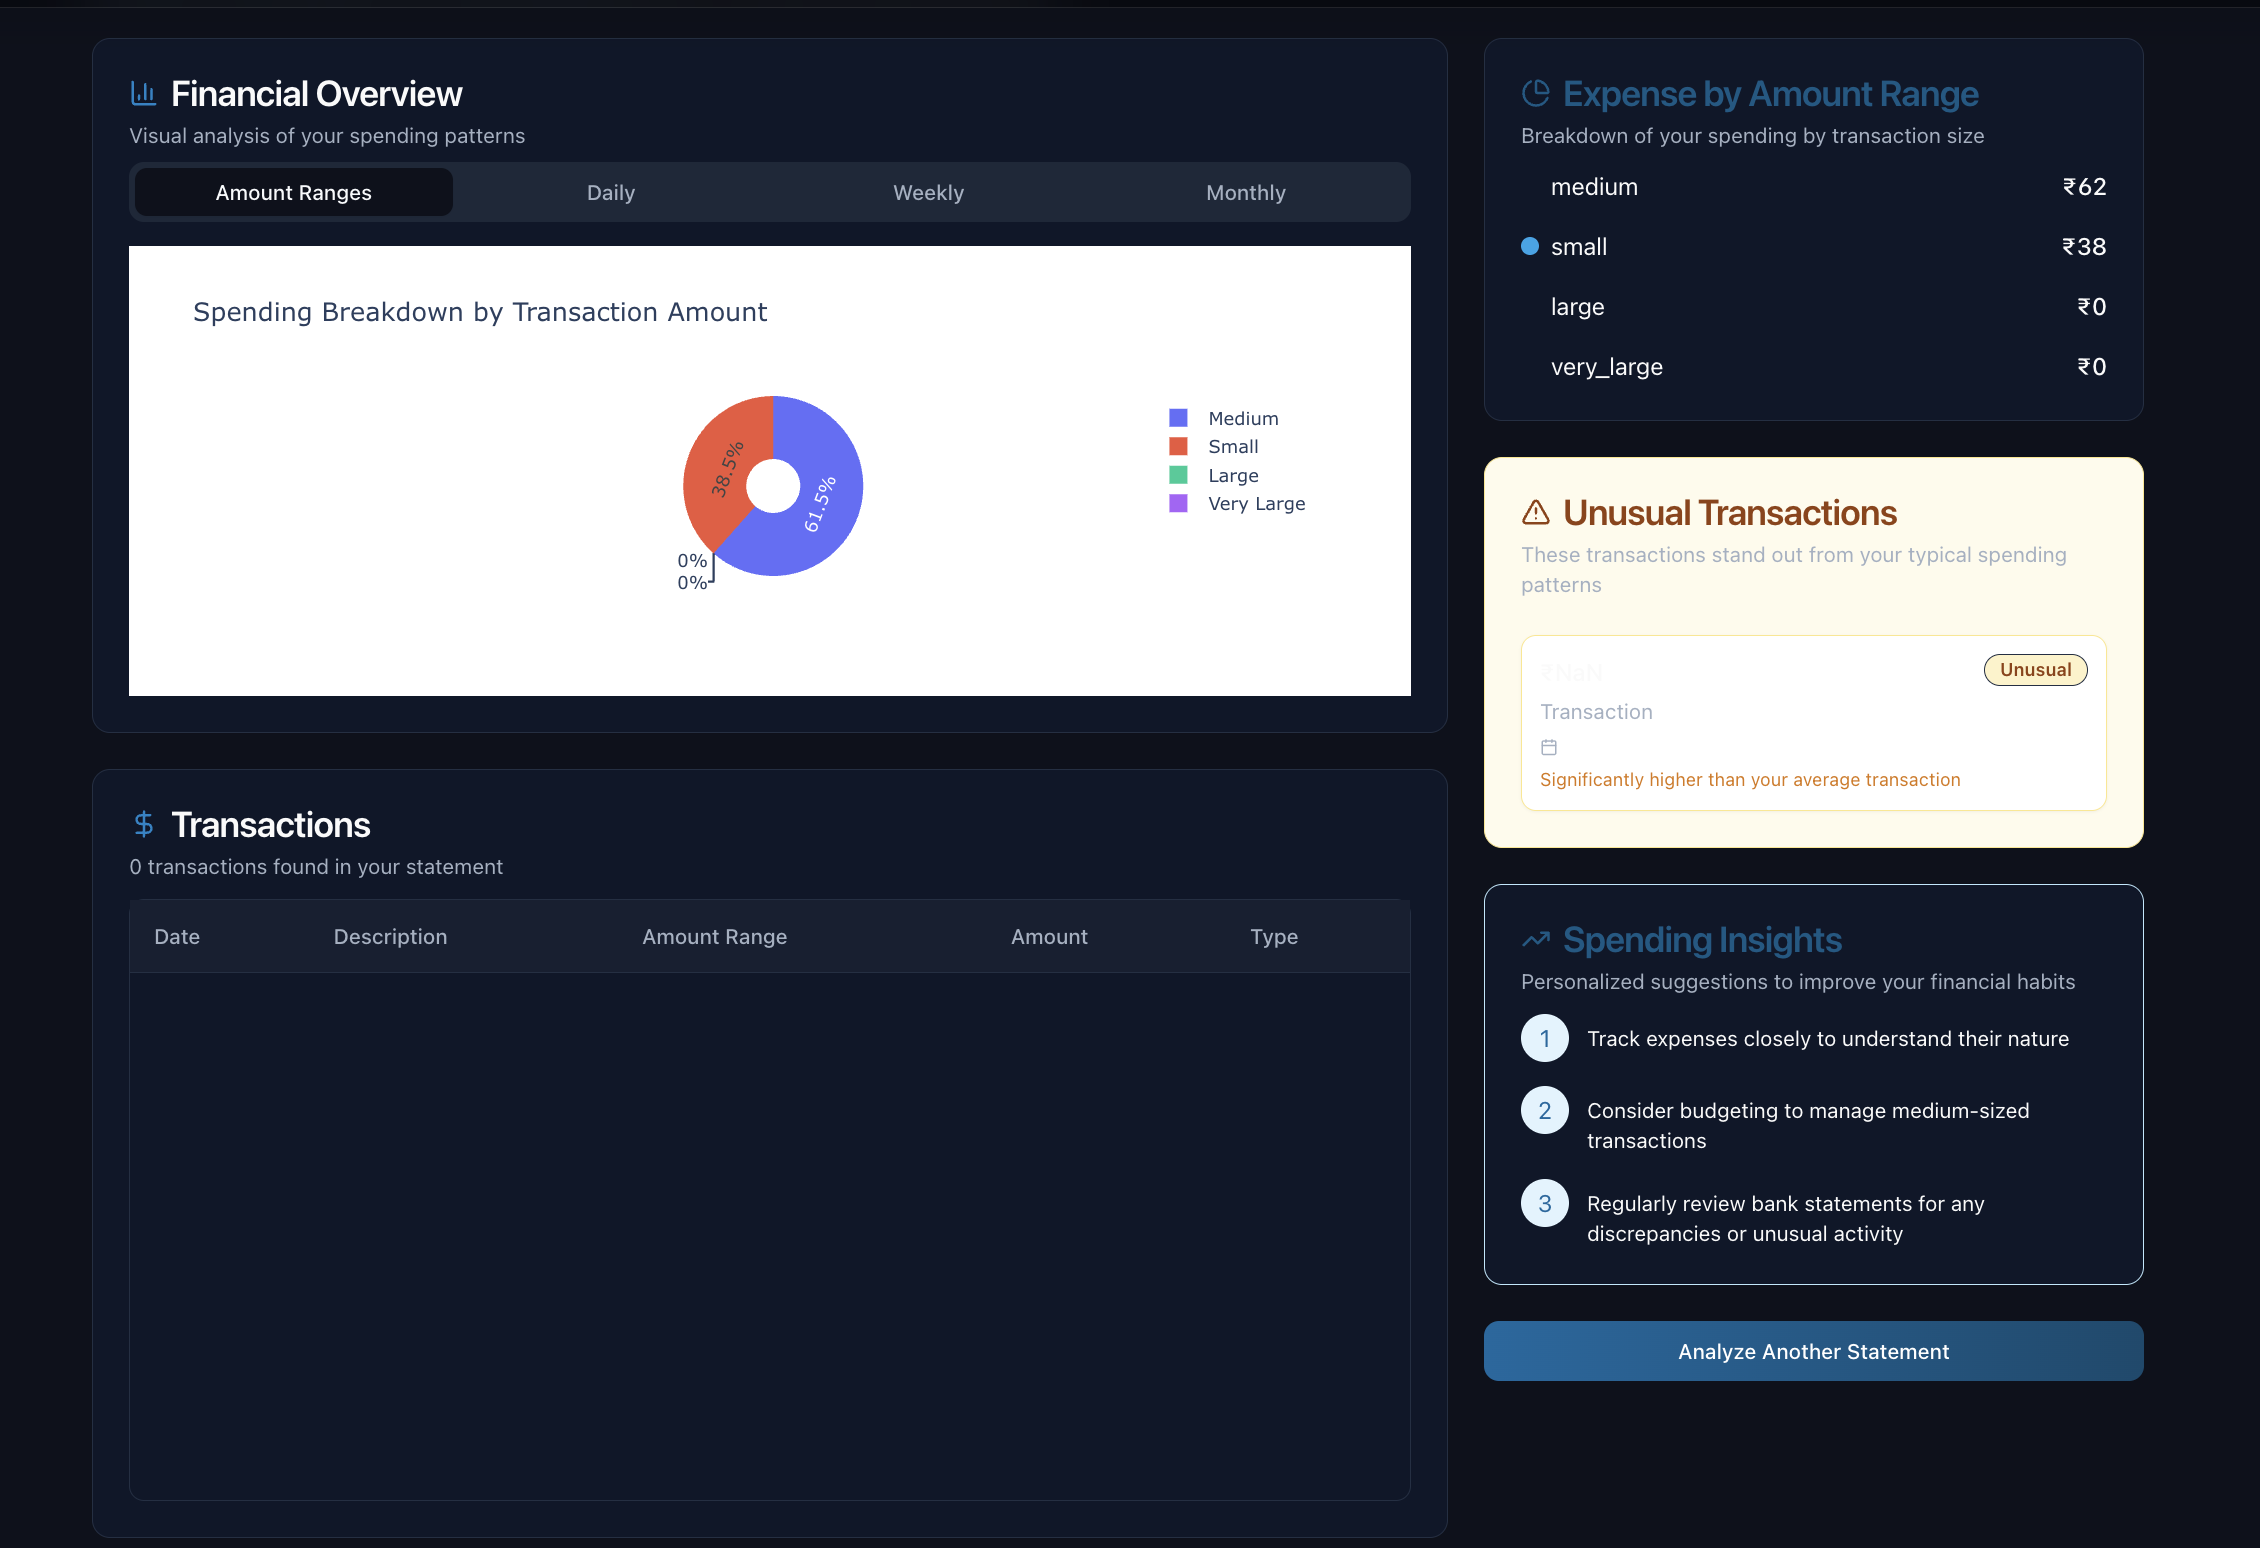 Financial Overview
Visual analysis of your spending patterns
Amount Ranges
Daily
Weekly
Monthly
Spending Breakdown by Transaction Amount
38.5%
61.5%
0%
0%
Medium
Small
Large
Very Large
Transactions
0 transactions found in your statement
Date
Description
Amount Range
Amount
Type
Expense by Amount Range
Breakdown of your spending by transaction size
medium
₹62
small
₹38
large
₹0
very_large
₹0
Unusual Transactions
These transactions stand out from your typical spending
patterns
₹NaN
Unusual
Transaction
Significantly higher than your average transaction
Spending Insights
Personalized suggestions to improve your financial habits
1
Track expenses closely to understand their nature
2
Consider budgeting to manage medium-sized
transactions
3
Regularly review bank statements for any
discrepancies or unusual activity
Analyze Another Statement